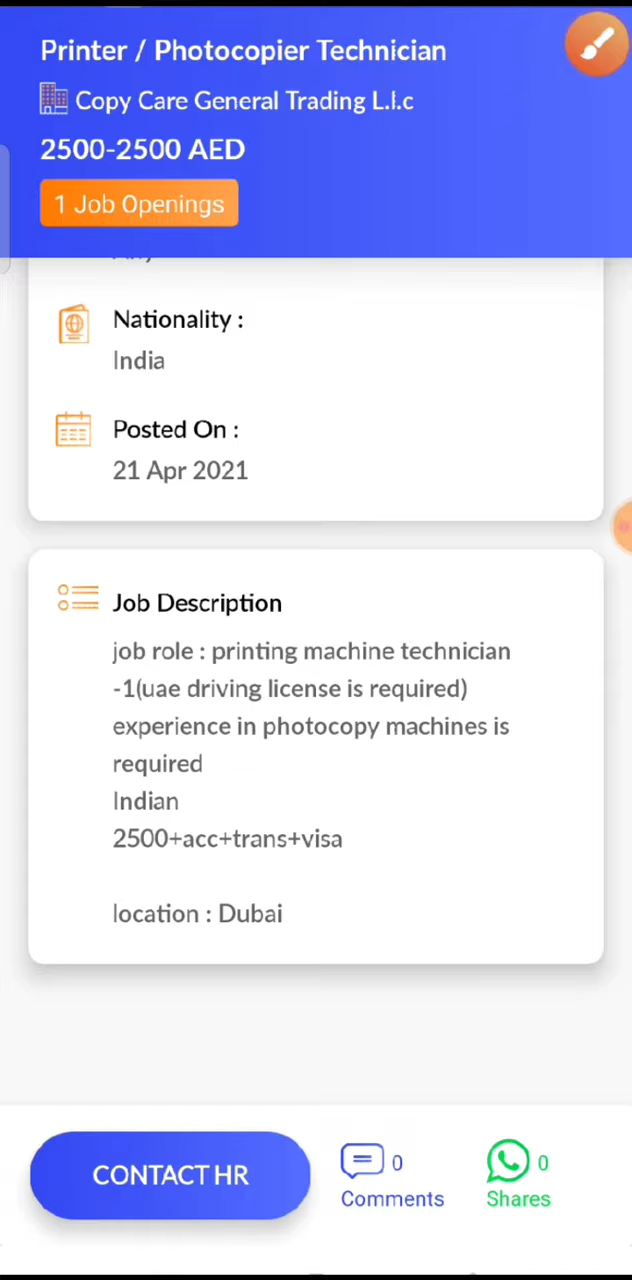 Printer / Photocopier Technician
Copy Care General Trading L.l.c
2500-2500 AED
1 Job Openings
Nationality :
India
Posted On :
21 Apr 2021
Job Description
job role : printing machine technician
-1(uae driving license is required)
experience in photocopy machines is
required
Indian
2500+acc+trans+visa
location : Dubai
CONTACT HR
0
Comments
0
Shares